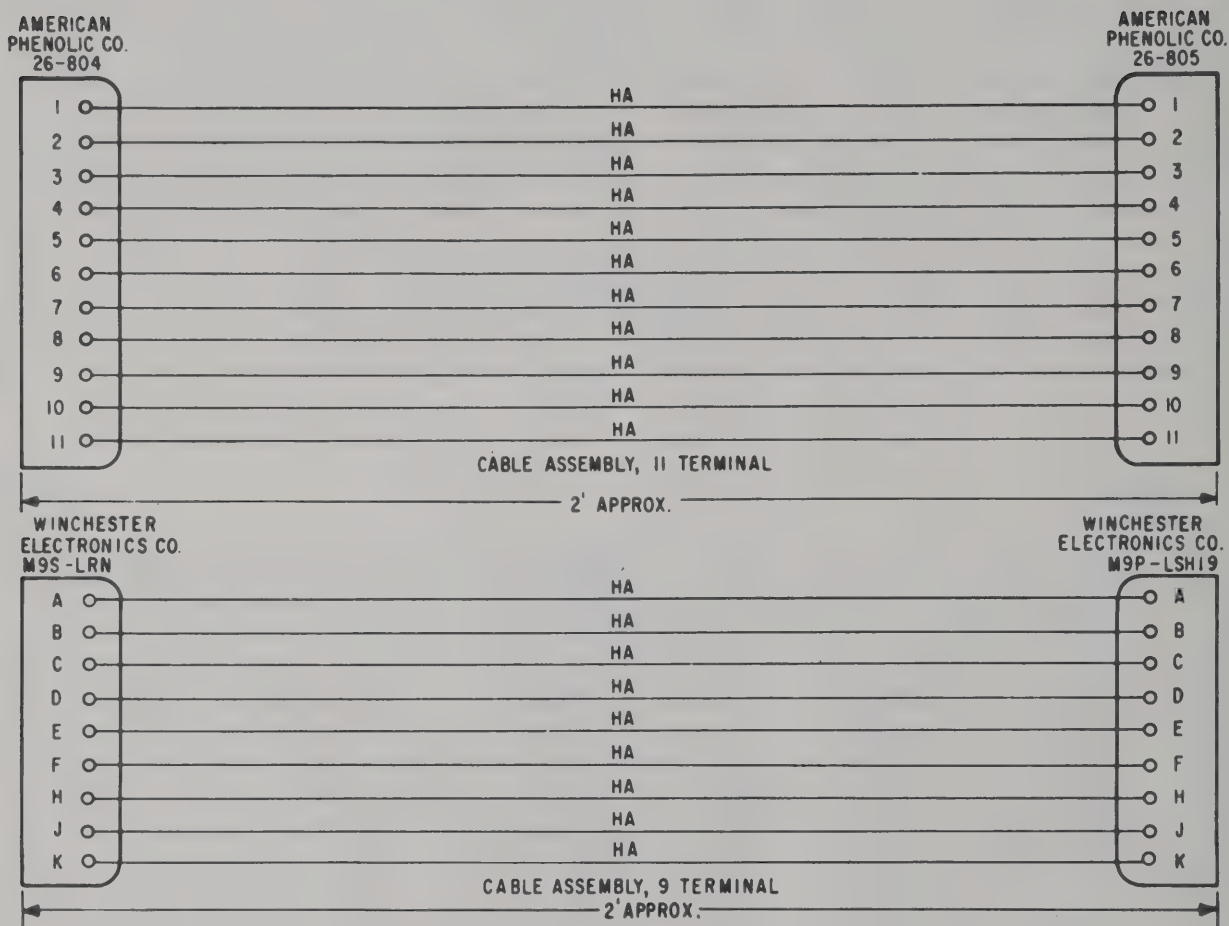 AMERICAN
PHENOLIC CO.
26-804
AMERICAN
PHENOLIC CO.
26-805
1 HA 1
2 HA 2
3 HA 3
4 HA 4
5 HA 5
6 HA 6
7 HA 7
8 HA 8
9 HA 9
10 HA 10
11 HA 11
CABLE ASSEMBLY, 11 TERMINAL
2' APPROX.
WINCHESTER
ELECTRONICS CO.
M9S-LRN
WINCHESTER
ELECTRONICS CO.
M9P-LSH19
A HA A
B HA B
C HA C
D HA D
E HA E
F HA F
H HA H
J HA J
K HA K
CABLE ASSEMBLY, 9 TERMINAL
2' APPROX.